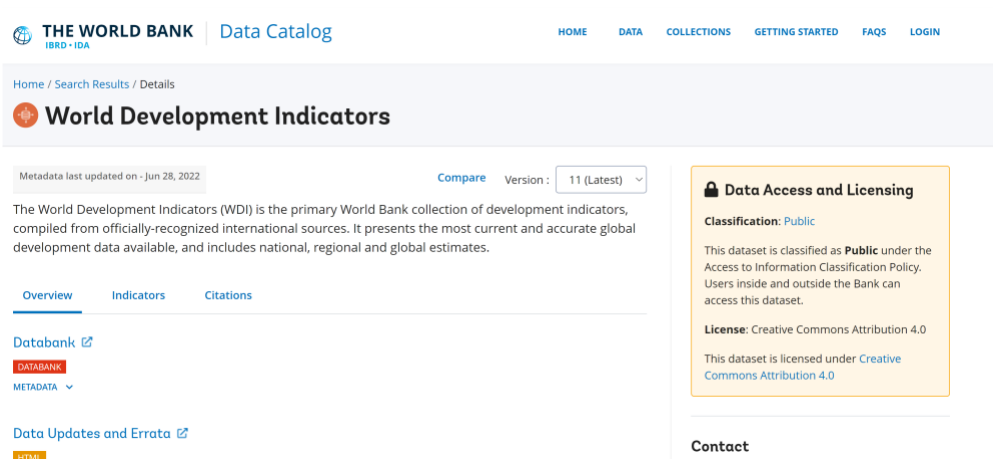 THE WORLD BANK
IBRD • IDA
Data Catalog
HOME DATA COLLECTIONS GETTING STARTED FAQS LOGIN
Home / Search Results / Details
World Development Indicators
Metadata last updated on - Jun 28, 2022
Compare Version : 11 (Latest)
The World Development Indicators (WDI) is the primary World Bank collection of development indicators,
compiled from officially-recognized international sources. It presents the most current and accurate global
development data available, and includes national, regional and global estimates.
Overview Indicators Citations
Databank
DATABANK
METADATA
Data Updates and Errata
HTML
Data Access and Licensing
Classification: Public
This dataset is classified as Public under the
Access to Information Classification Policy.
Users inside and outside the Bank can
access this dataset.
License: Creative Commons Attribution 4.0
This dataset is licensed under Creative
Commons Attribution 4.0
Contact